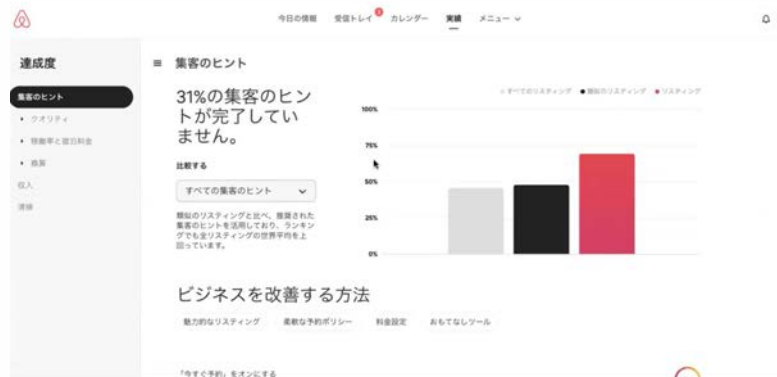 今日の情報 受信トレイ カレンダー 実績 メニュー
達成度
集客のヒント
クオリティ
稼働率と宿泊料金
換算
収入
清掃
集客のヒント
31%の集客のヒン
トが完了してい
ません。
比較する
すべての集客のヒント
類似のリスティングと比べ、推奨された
集客のヒントを活用しており、ランキン
グでも全リスティングの世界平均を上
回っています。
すべてのリスティング 類似のリスティング リスティング
100%
75%
50%
25%
0%
ビジネスを改善する方法
魅力的なリスティング 柔軟な予約ポリシー 料金設定 おもてなしツール
「今すぐ予約」をオンにする